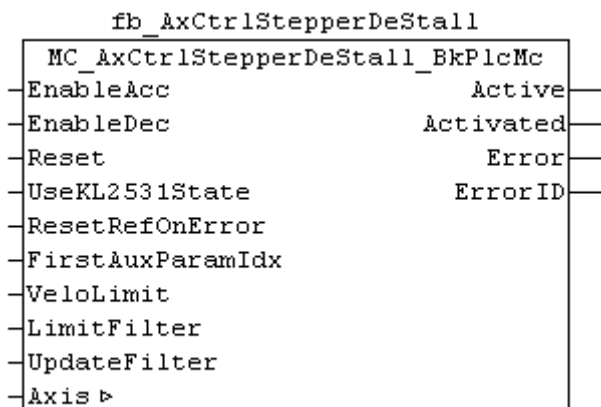 fb_AxCtrlStepperDeStall
MC_AxCtrlStepperDeStall_BkPlcMc
EnableAcc Active
EnableDec Activated
Reset Error
UseKL2531State ErrorID
ResetRefOnError
FirstAuxParamIdx
VeloLimit
LimitFilter
UpdateFilter
Axis ▹